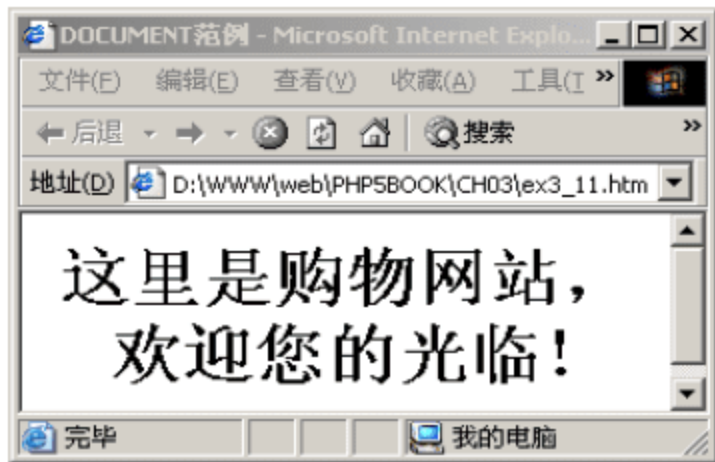 DOCUMENT范例 - Microsoft Internet Explo...
文件(F) 编辑(E) 查看(V) 收藏(A) 工具(T »
后退 搜索 »
地址(D) D:\WWW\web\PHP5BOOK\CH03\ex3_11.htm
这里是购物网站，
欢迎您的光临！
完毕 我的电脑